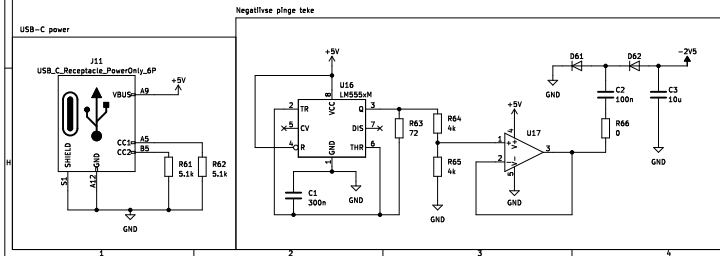 Negatiivse pinge teke
USB-C power
J11
USB_C_Receptacle_PowerOnly_6P
+5V
VBUS A9
CC1 A5
CC2 B5
SHIELD
GND
S1
A12
R61
5.1k
R62
5.1k
GND
+5V
U16
LM555xM
8
VCC
2 TR
Q 3
5 CV
DIS 7
4 R
THR 6
GND
1
C1
300n
GND
R63
72
R64
4k
R65
4k
GND
+5V
U17
1
+
2
-
3
4
V+
V-
5
GND
D61
D62
-2V5
GND
C2
100n
C3
10u
R66
0
GND
H
1
2
3
4